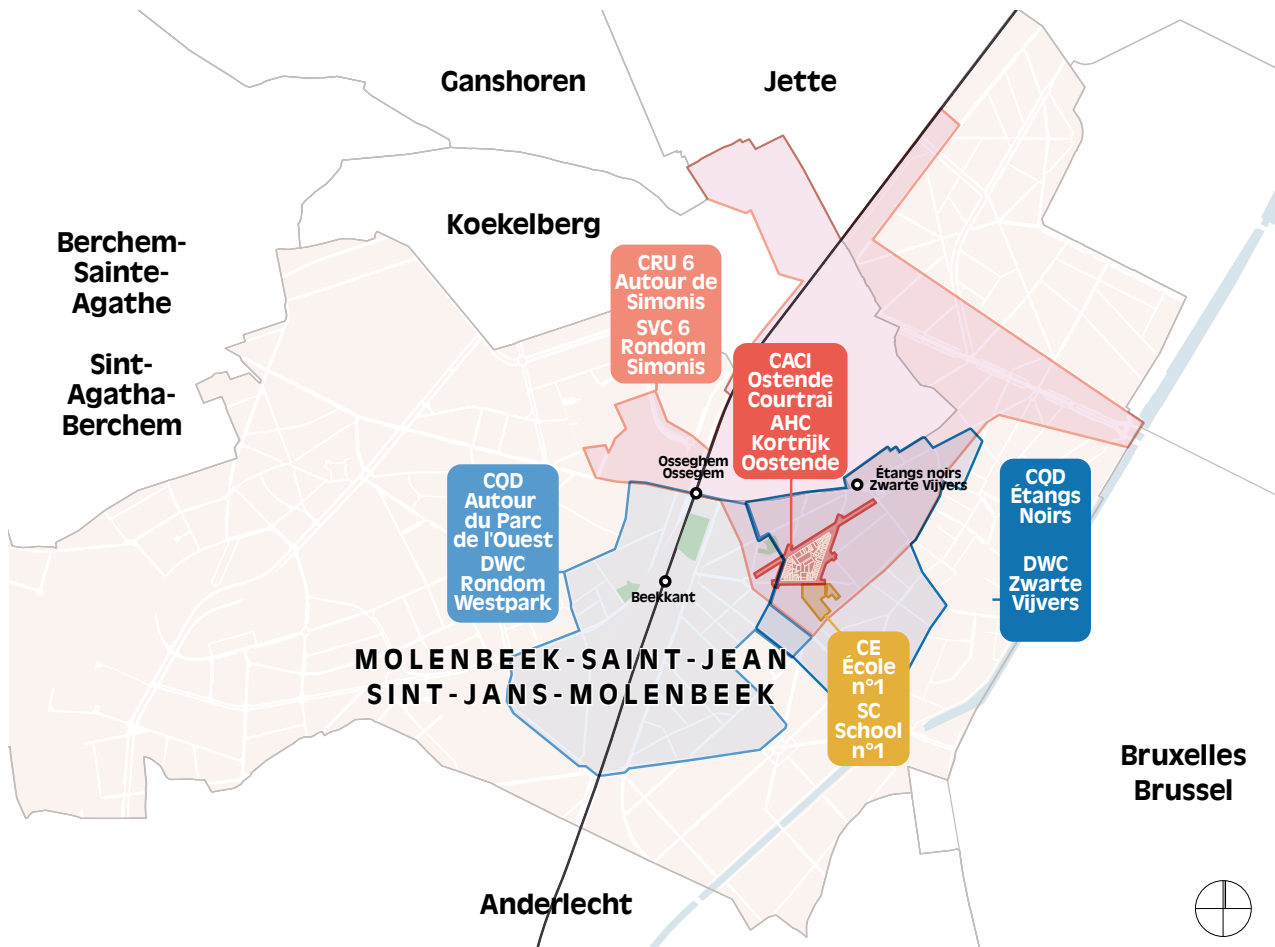 Ganshoren
Jette
Koekelberg
Berchem-
Sainte-
Agathe
Sint-
Agatha-
Berchem
CRU 6
Autour de
Simonis
SVC 6
Rondom
Simonis
CACI
Ostende
Courtrai
AHC
Kortrijk
Oostende
Osseghem
Ossegem
Étangs noirs
Zwarte Vijvers
CQD
Autour
du Parc
de l'Ouest
DWC
Rondom
Westpark
CQD
Étangs
Noirs
DWC
Zwarte
Vijvers
Beekkant
MOLENBEEK-SAINT-JEAN
SINT-JANS-MOLENBEEK
CE
École
n°1
SC
School
n°1
Bruxelles
Brussel
Anderlecht